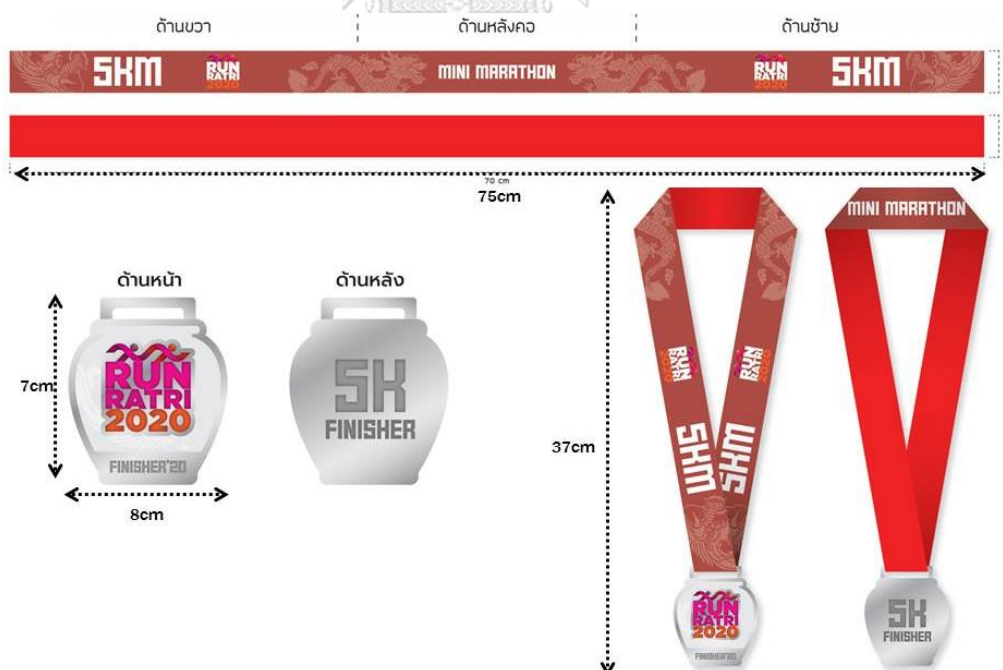 ด้านขวา
ด้านหลังคอ
ด้านซ้าย
5KM
RUN
RATRI
2020
MINI MARATHON
RUN
RATRI
2020
5KM
70 cm
75cm
ด้านหน้า
ด้านหลัง
7cm
RUN
RATRI
2020
FINISHER'20
8cm
5K
FINISHER
37cm
RUN
RATRI
2020
RUN
RATRI
2020
5KM
5KM
RUN
RATRI
2020
FINISHER'20
MINI MARATHON
5K
FINISHER